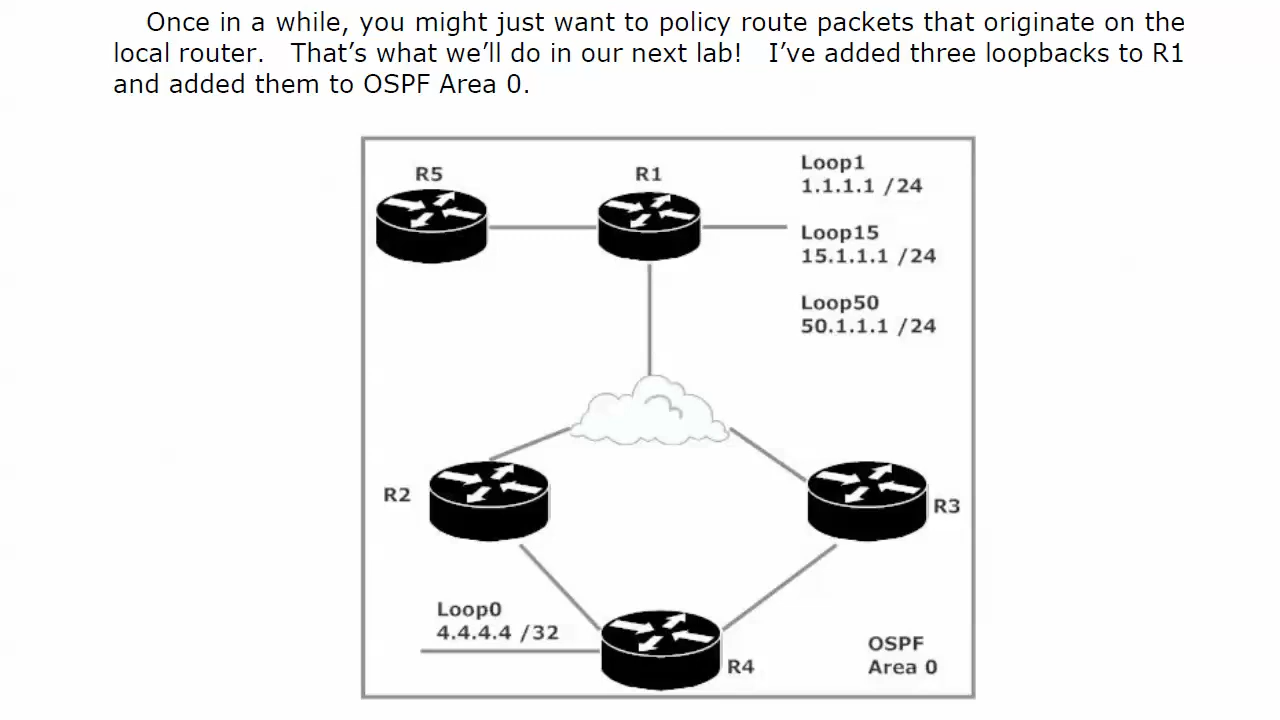 Once in a while, you might just want to policy route packets that originate on the
local router. That’s what we’ll do in our next lab! I’ve added three loopbacks to R1
and added them to OSPF Area 0.
R5
R1
Loop1
1.1.1.1 /24
Loop15
15.1.1.1 /24
Loop50
50.1.1.1 /24
R2
R3
Loop0
4.4.4.4 /32
R4
OSPF
Area 0